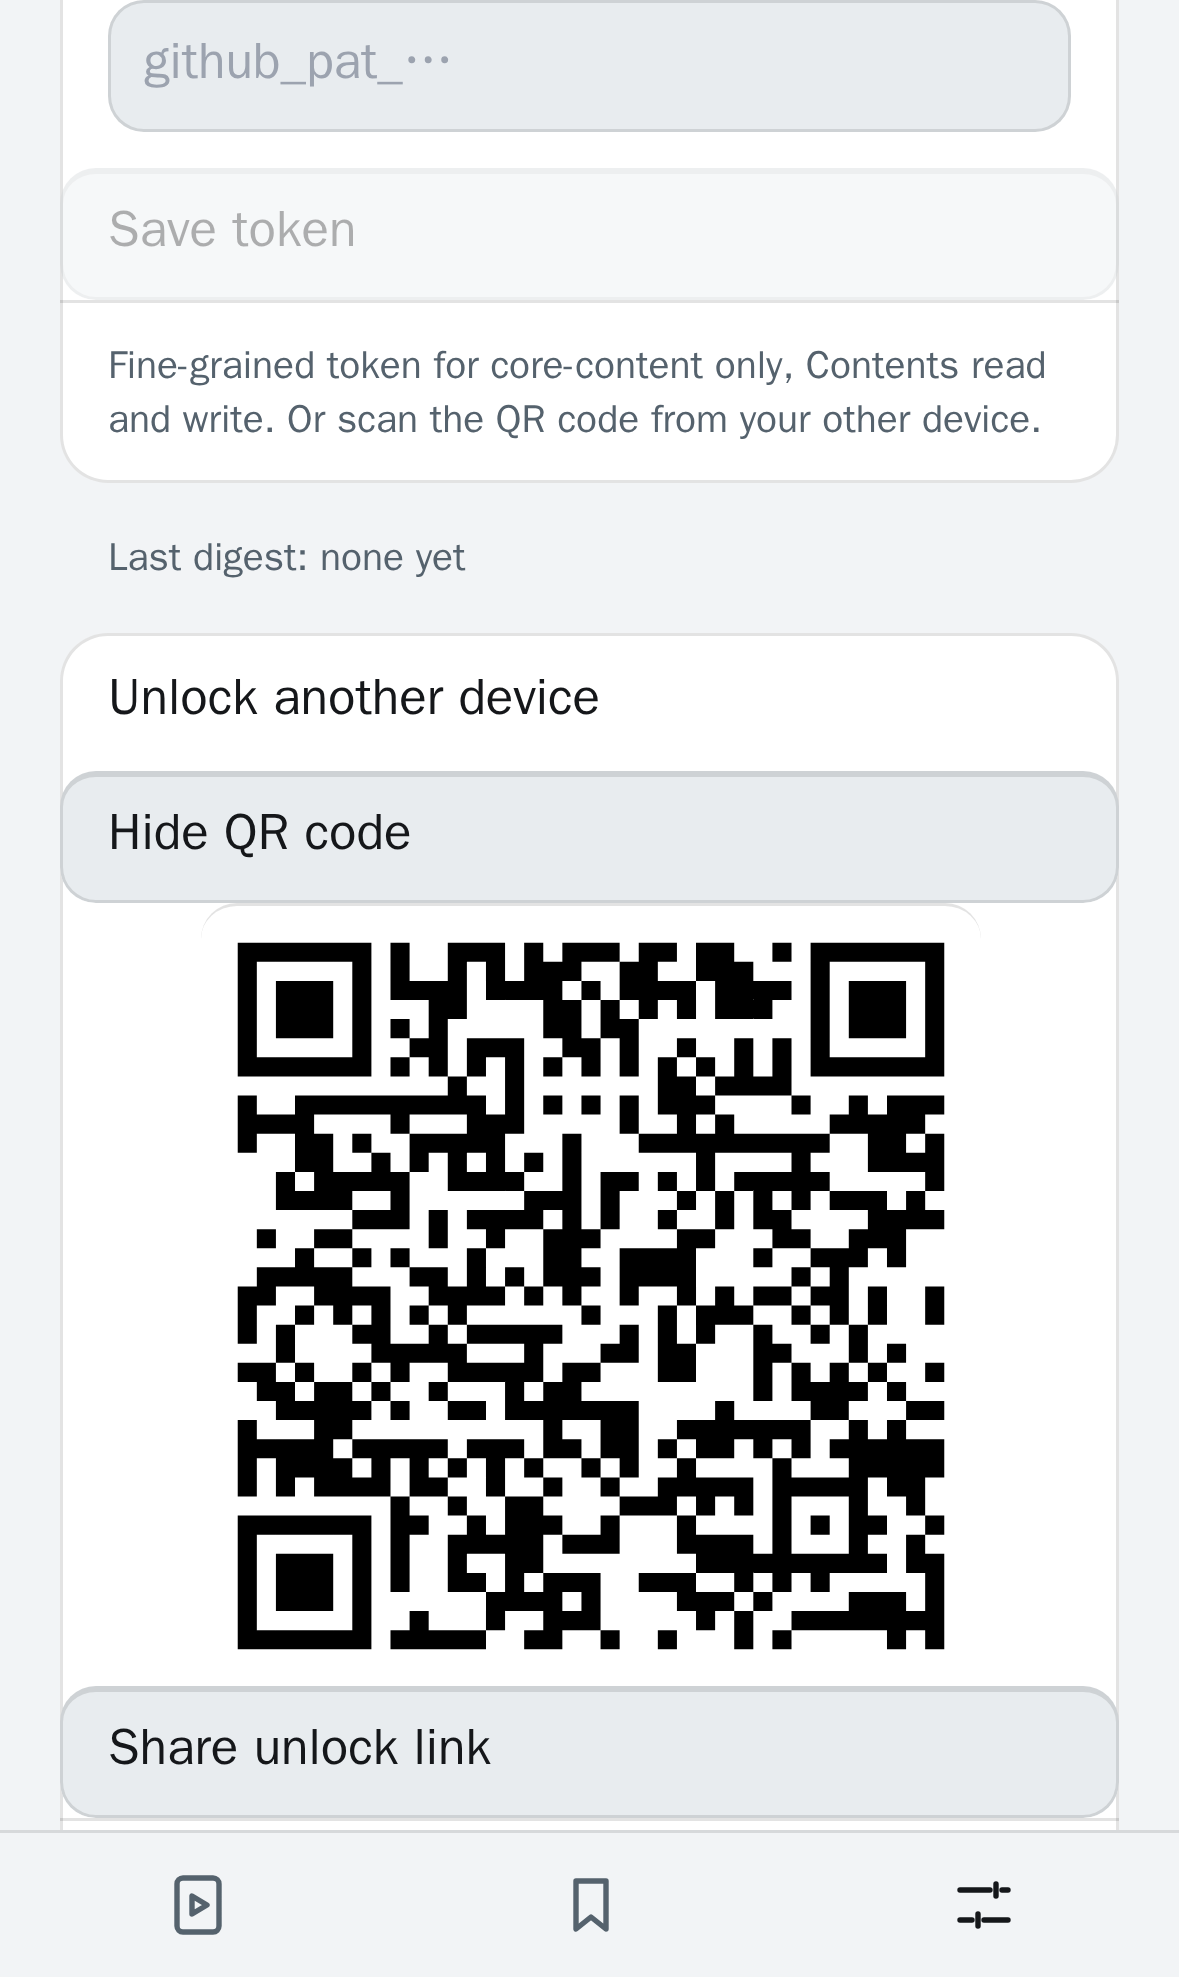 github_pat_···
Save token
Fine-grained token for core-content only, Contents read
and write. Or scan the QR code from your other device.
Last digest: none yet
Unlock another device
Hide QR code
Share unlock link